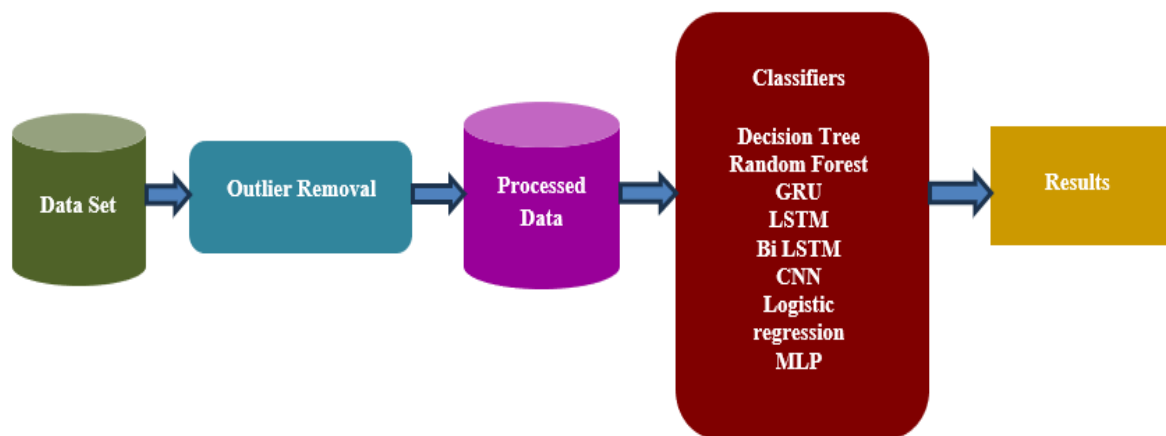 Data Set
Outlier Removal
Processed
Data
Classifiers
Decision Tree
Random Forest
GRU
LSTM
Bi LSTM
CNN
Logistic
regression
MLP
Results